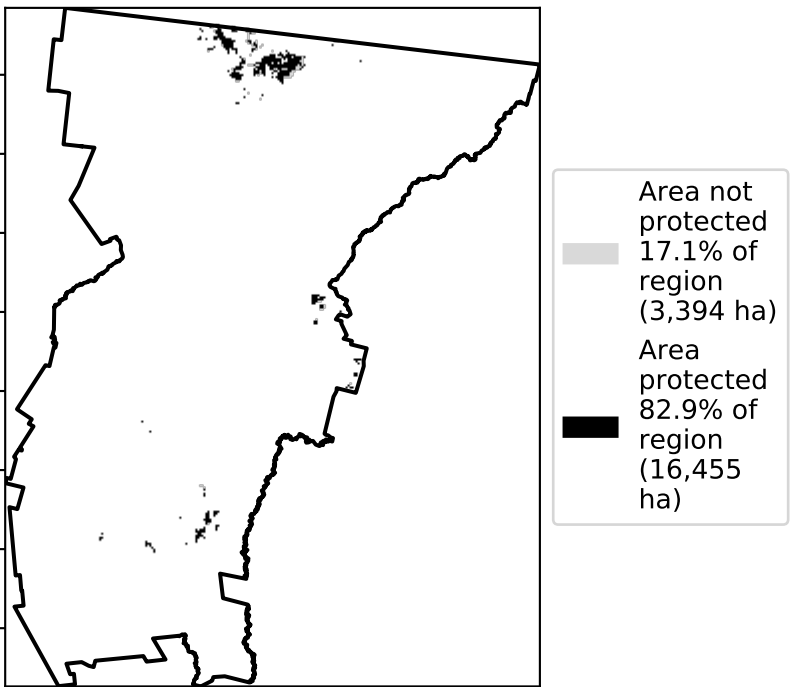 Area not
protected
17.1% of
region
(3,394 ha)
Area
protected
82.9% of
region
(16,455
ha)